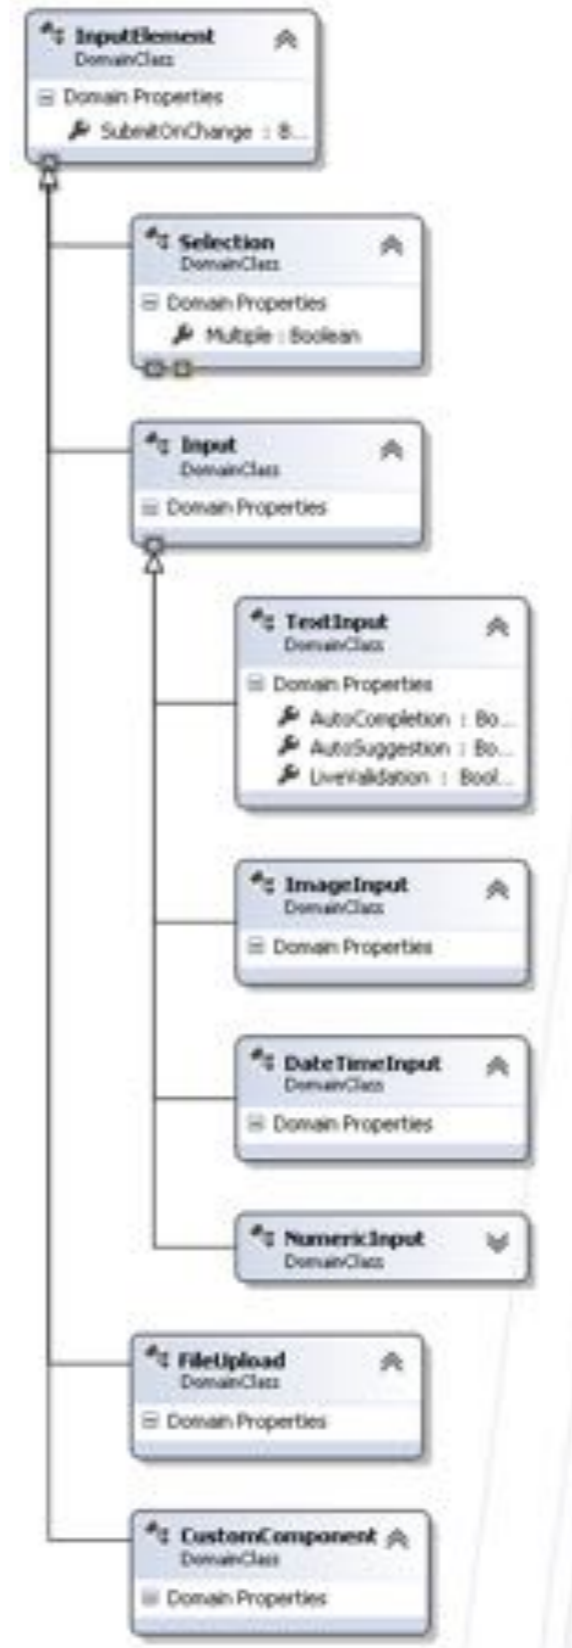 InputElement
DomainClass
Domain Properties
SubmitOnChange : B...
Selection
DomainClass
Domain Properties
Multiple : Boolean
Input
DomainClass
Domain Properties
TextInput
DomainClass
Domain Properties
AutoCompletion : Bo...
AutoSuggestion : Bo...
LiveValidation : Bool...
ImageInput
DomainClass
Domain Properties
DateTimeInput
DomainClass
Domain Properties
NumericInput
DomainClass
FileUpload
DomainClass
Domain Properties
CustomComponent
DomainClass
Domain Properties